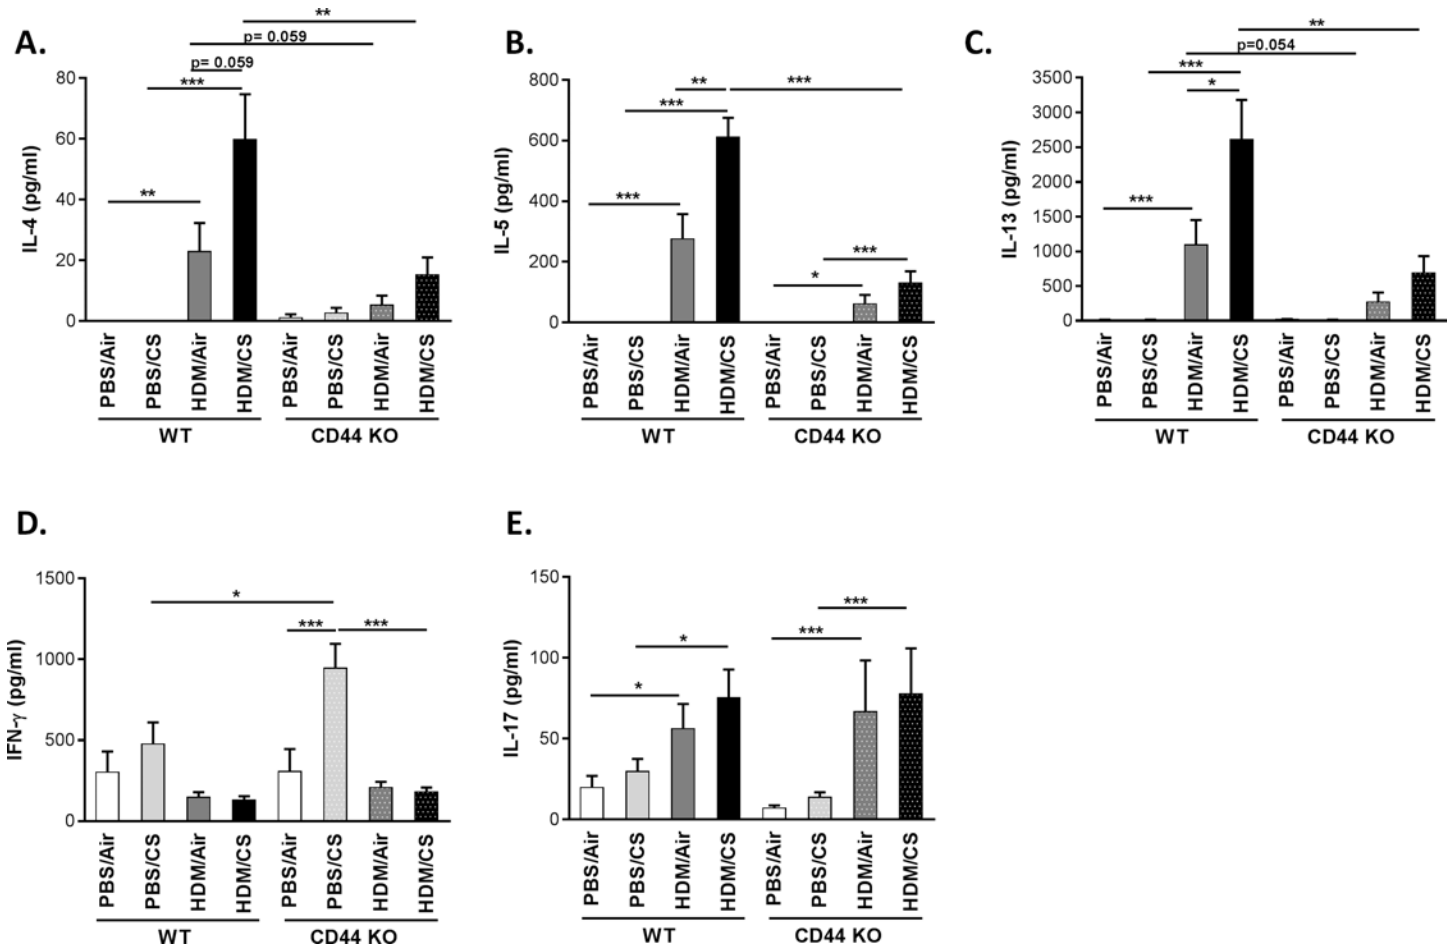 A.
**
p= 0.059
p= 0.059
***
**
80
60
40
20
0
IL-4 (pg/ml)
PBS/Air
PBS/CS
HDM/Air
HDM/CS
PBS/Air
PBS/CS
HDM/Air
HDM/CS
WT
CD44 KO
B.
**
***
***
***
***
*
800
600
400
200
0
IL-5 (pg/ml)
PBS/Air
PBS/CS
HDM/Air
HDM/CS
PBS/Air
PBS/CS
HDM/Air
HDM/CS
WT
CD44 KO
C.
**
p=0.054
***
*
***
3500
3000
2500
2000
1500
1000
500
0
IL-13 (pg/ml)
PBS/Air
PBS/CS
HDM/Air
HDM/CS
PBS/Air
PBS/CS
HDM/Air
HDM/CS
WT
CD44 KO
D.
*
***
***
1500
1000
500
0
IFN-γ (pg/ml)
PBS/Air
PBS/CS
HDM/Air
HDM/CS
PBS/Air
PBS/CS
HDM/Air
HDM/CS
WT
CD44 KO
E.
***
***
*
*
150
100
50
0
IL-17 (pg/ml)
PBS/Air
PBS/CS
HDM/Air
HDM/CS
PBS/Air
PBS/CS
HDM/Air
HDM/CS
WT
CD44 KO